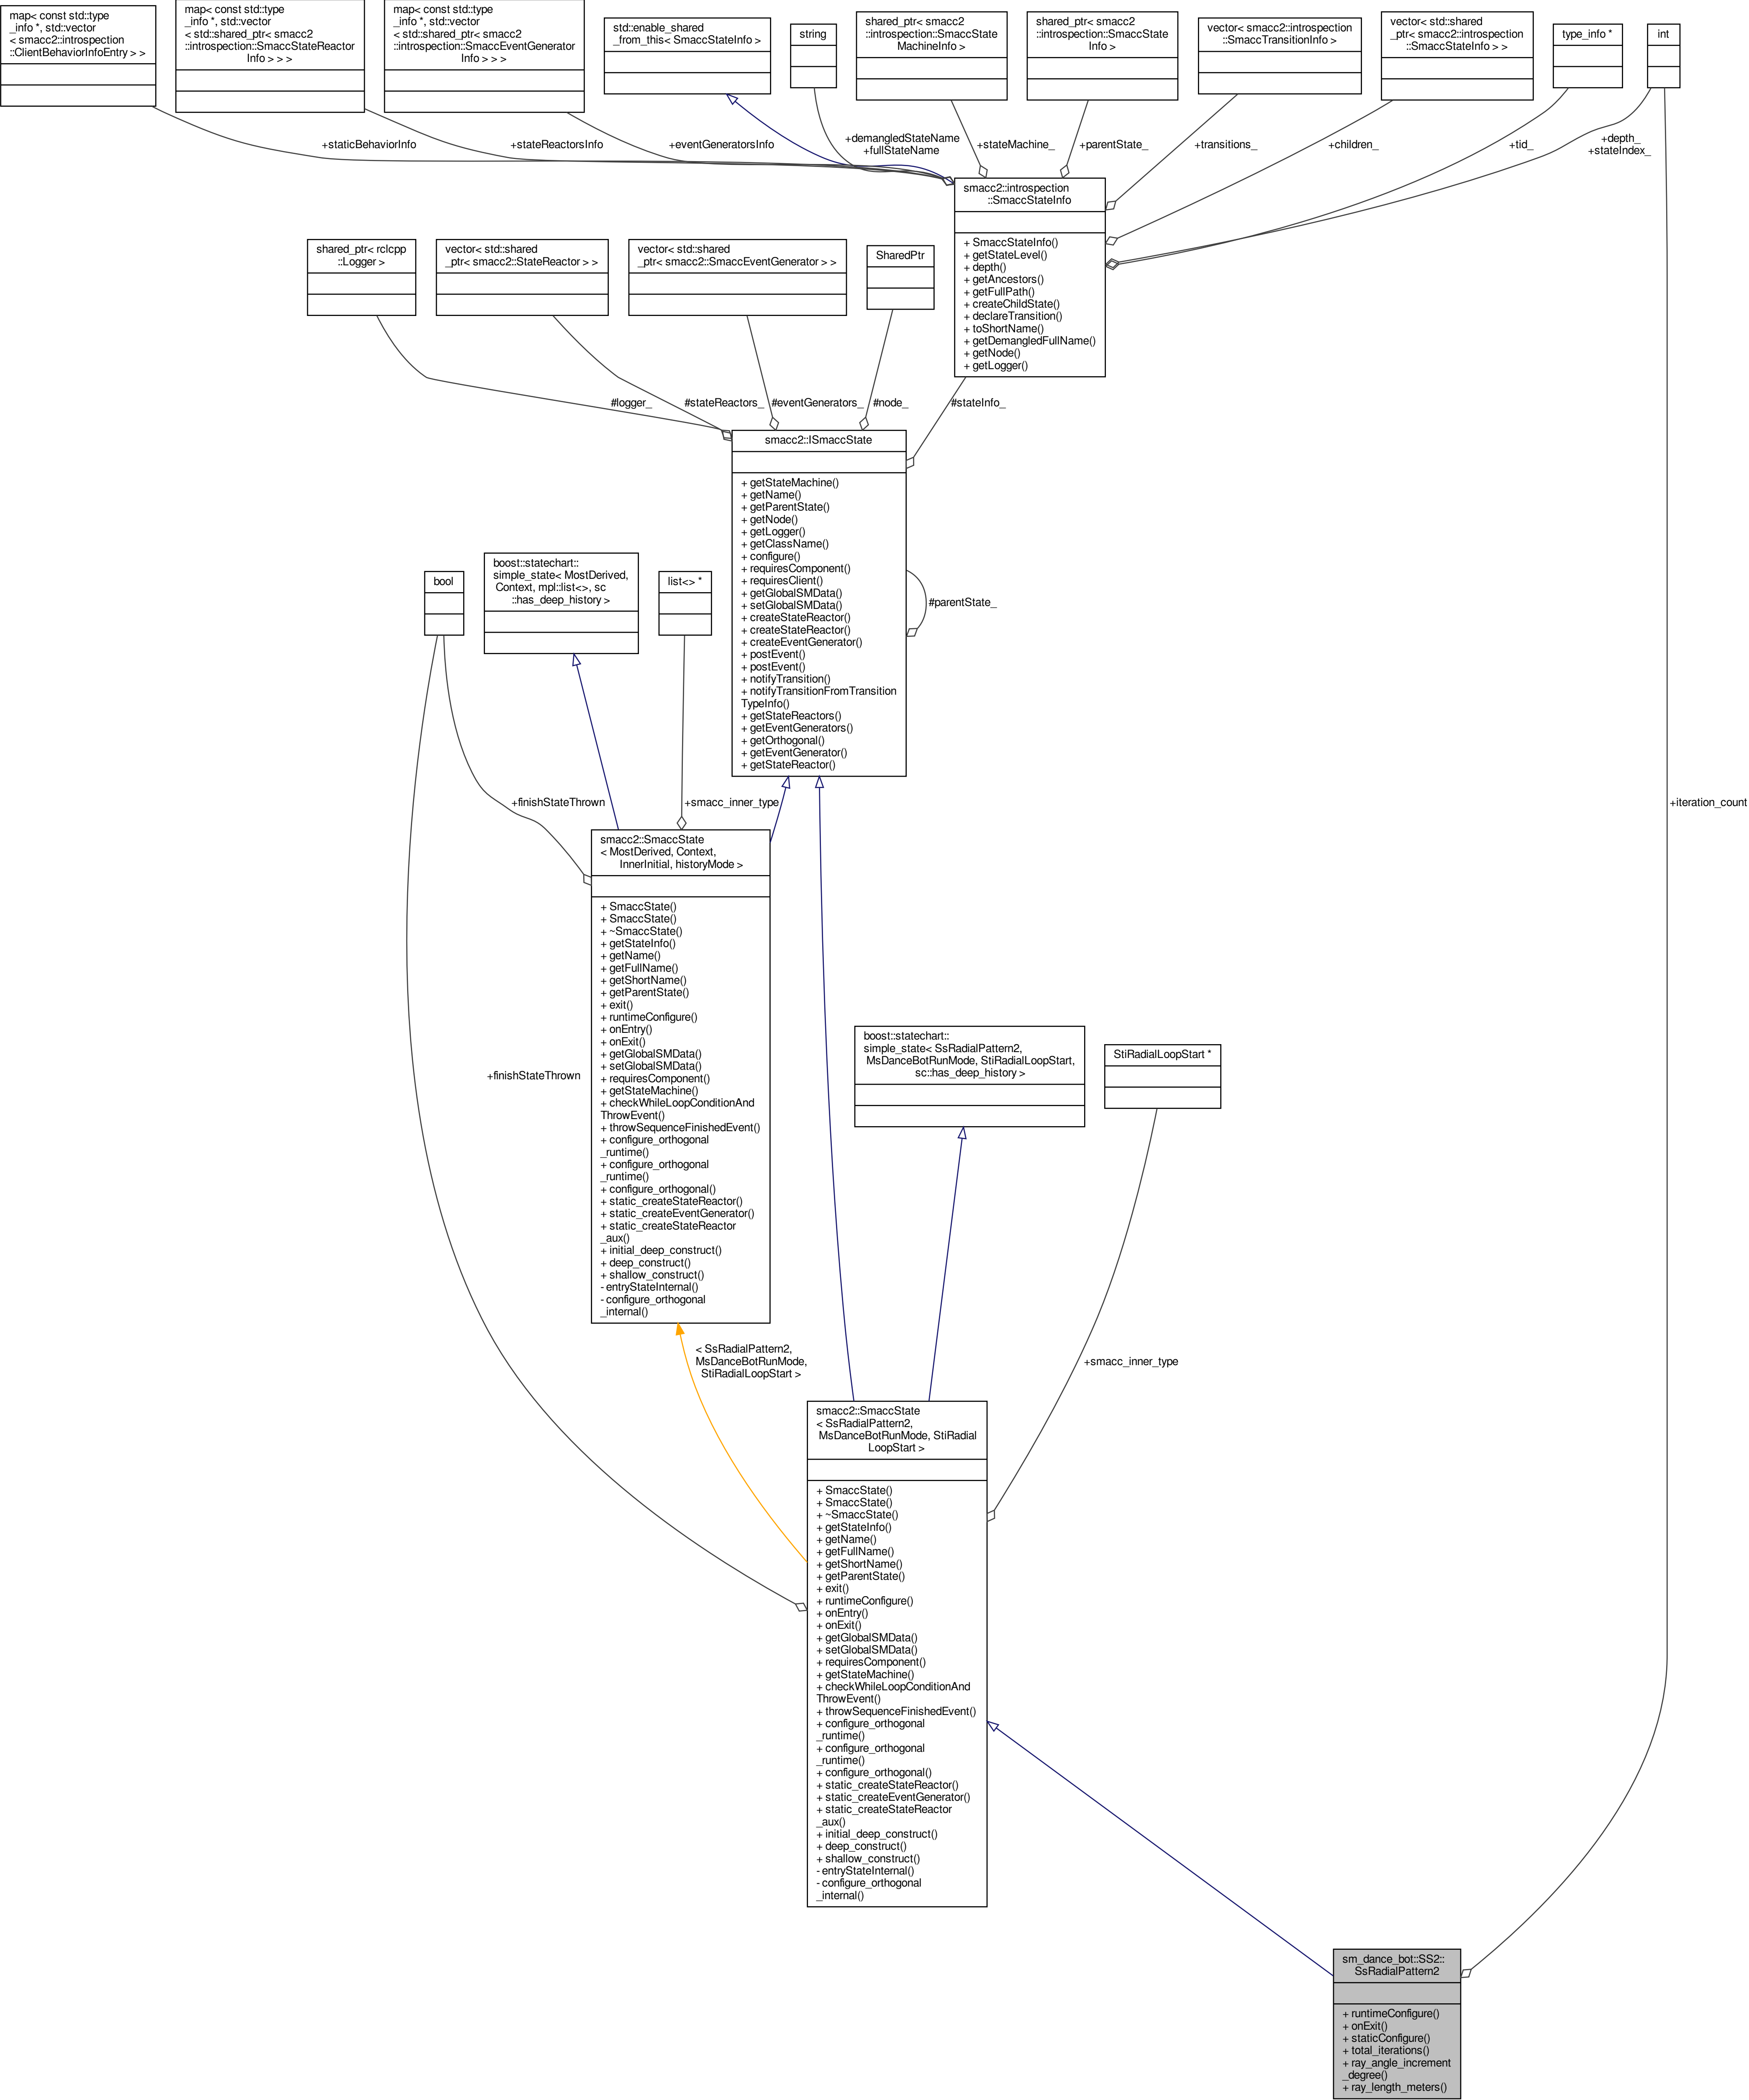 map< const std::type
_info *, std::vector
< smacc2::introspection
::ClientBehaviorInfoEntry > >
map< const std::type
_info *, std::vector
< std::shared_ptr< smacc2
::introspection::SmaccStateReactor
Info > > >
map< const std::type
_info *, std::vector
< std::shared_ptr< smacc2
::introspection::SmaccEventGenerator
Info > > >
std::enable_shared
_from_this< SmaccStateInfo >
string
shared_ptr< smacc2
::introspection::SmaccState
MachineInfo >
shared_ptr< smacc2
::introspection::SmaccState
Info >
vector< smacc2::introspection
::SmaccTransitionInfo >
vector< std::shared
_ptr< smacc2::introspection
::SmaccStateInfo > >
type_info *
int
+staticBehaviorInfo
+stateReactorsInfo
+eventGeneratorsInfo
+demangledStateName
+fullStateName
+stateMachine_
+parentState_
+transitions_
+children_
+tid_
+depth_
+stateIndex_
smacc2::introspection
::SmaccStateInfo
+ SmaccStateInfo()
+ getStateLevel()
+ depth()
+ getAncestors()
+ getFullPath()
+ createChildState()
+ declareTransition()
+ toShortName()
+ getDemangledFullName()
+ getNode()
+ getLogger()
shared_ptr< rclcpp
::Logger >
vector< std::shared
_ptr< smacc2::StateReactor > >
vector< std::shared
_ptr< smacc2::SmaccEventGenerator > >
SharedPtr
#logger_
#stateReactors_
#eventGenerators_
#node_
#stateInfo_
smacc2::ISmaccState
+ getStateMachine()
+ getName()
+ getParentState()
+ getNode()
+ getLogger()
+ getClassName()
+ configure()
+ requiresComponent()
+ requiresClient()
+ getGlobalSMData()
+ setGlobalSMData()
+ createStateReactor()
+ createStateReactor()
+ createEventGenerator()
+ postEvent()
+ postEvent()
+ notifyTransition()
+ notifyTransitionFromTransition
TypeInfo()
+ getStateReactors()
+ getEventGenerators()
+ getOrthogonal()
+ getEventGenerator()
+ getStateReactor()
#parentState_
bool
boost::statechart::
simple_state< MostDerived,
Context, mpl::list<>, sc
::has_deep_history >
list<> *
+finishStateThrown
+smacc_inner_type
+iteration_count
smacc2::SmaccState
< MostDerived, Context,
InnerInitial, historyMode >
+ SmaccState()
+ SmaccState()
+ ~SmaccState()
+ getStateInfo()
+ getName()
+ getFullName()
+ getShortName()
+ getParentState()
+ exit()
+ runtimeConfigure()
+ onEntry()
+ onExit()
+ getGlobalSMData()
+ setGlobalSMData()
+ requiresComponent()
+ getStateMachine()
+ checkWhileLoopConditionAnd
ThrowEvent()
+ throwSequenceFinishedEvent()
+ configure_orthogonal
_runtime()
+ configure_orthogonal
_runtime()
+ configure_orthogonal()
+ static_createStateReactor()
+ static_createEventGenerator()
+ static_createStateReactor
_aux()
+ initial_deep_construct()
+ deep_construct()
+ shallow_construct()
- entryStateInternal()
- configure_orthogonal
_internal()
+finishStateThrown
boost::statechart::
simple_state< SsRadialPattern2,
MsDanceBotRunMode, StiRadialLoopStart,
sc::has_deep_history >
StiRadialLoopStart *
< SsRadialPattern2,
MsDanceBotRunMode,
StiRadialLoopStart >
+smacc_inner_type
smacc2::SmaccState
< SsRadialPattern2,
MsDanceBotRunMode, StiRadial
LoopStart >
+ SmaccState()
+ SmaccState()
+ ~SmaccState()
+ getStateInfo()
+ getName()
+ getFullName()
+ getShortName()
+ getParentState()
+ exit()
+ runtimeConfigure()
+ onEntry()
+ onExit()
+ getGlobalSMData()
+ setGlobalSMData()
+ requiresComponent()
+ getStateMachine()
+ checkWhileLoopConditionAnd
ThrowEvent()
+ throwSequenceFinishedEvent()
+ configure_orthogonal
_runtime()
+ configure_orthogonal
_runtime()
+ configure_orthogonal()
+ static_createStateReactor()
+ static_createEventGenerator()
+ static_createStateReactor
_aux()
+ initial_deep_construct()
+ deep_construct()
+ shallow_construct()
- entryStateInternal()
- configure_orthogonal
_internal()
sm_dance_bot::SS2::
SsRadialPattern2
+ runtimeConfigure()
+ onExit()
+ staticConfigure()
+ total_iterations()
+ ray_angle_increment
_degree()
+ ray_length_meters()